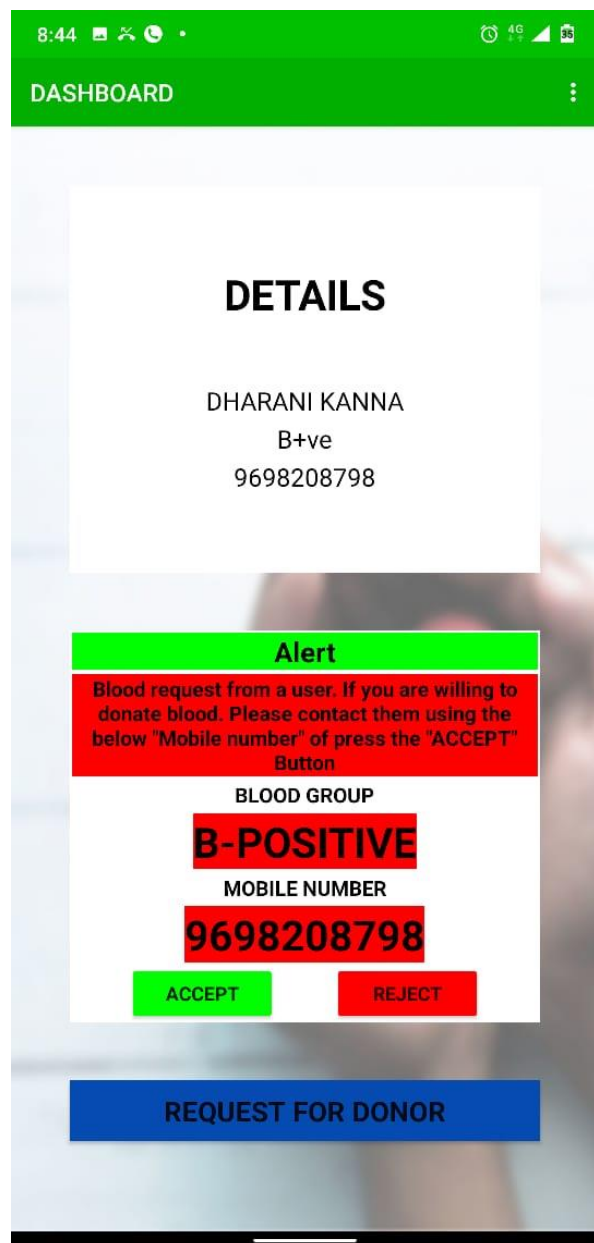 8:44
4G
35
DASHBOARD
DETAILS
DHARANI KANNA
B+ve
9698208798
Alert
Blood request from a user. If you are willing to
donate blood. Please contact them using the
below "Mobile number" of press the "ACCEPT"
Button
BLOOD GROUP
B-POSITIVE
MOBILE NUMBER
9698208798
ACCEPT REJECT
REQUEST FOR DONOR